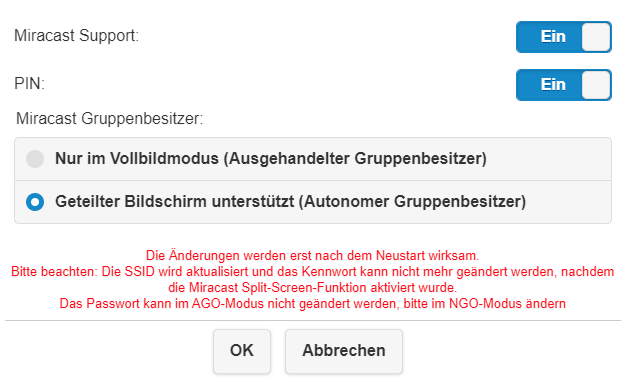 Miracast Support:
Ein
PIN:
Ein
Miracast Gruppenbesitzer:
Nur im Vollbildmodus (Ausgehandelter Gruppenbesitzer)
Geteilter Bildschirm unterstützt (Autonomer Gruppenbesitzer)
Die Änderungen werden erst nach dem Neustart wirksam.
Bitte beachten: Die SSID wird aktualisiert und das Kennwort kann nicht mehr geändert werden, nachdem
die Miracast Split-Screen-Funktion aktiviert wurde.
Das Passwort kann im AGO-Modus nicht geändert werden, bitte im NGO-Modus ändern
OK
Abbrechen